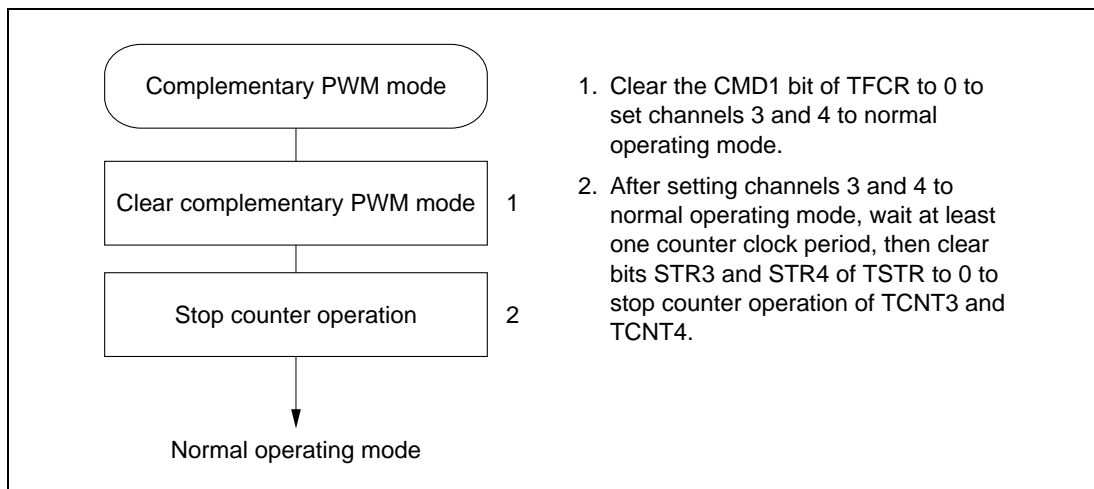 Complementary PWM mode
Clear complementary PWM mode 1
Stop counter operation 2
Normal operating mode
1. Clear the CMD1 bit of TFCR to 0 to
set channels 3 and 4 to normal
operating mode.
2. After setting channels 3 and 4 to
normal operating mode, wait at least
one counter clock period, then clear
bits STR3 and STR4 of TSTR to 0 to
stop counter operation of TCNT3 and
TCNT4.